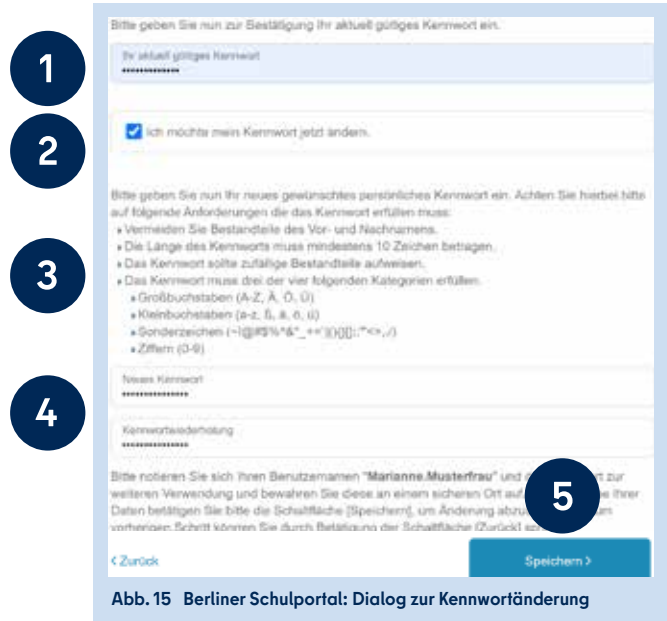 Bitte geben Sie nun zur Bestätigung Ihr aktuell gültiges Kennwort ein.
1
Ihr aktuell gültiges Kennwort
•••••••••••••
2
Ich möchte mein Kennwort jetzt ändern.
Bitte geben Sie nun Ihr neues gewünschtes persönliches Kennwort ein. Achten Sie hierbei bitte
auf folgende Anforderungen die das Kennwort erfüllen muss:
Vermeiden Sie Bestandteile des Vor- und Nachnamens.
Die Länge des Kennworts muss mindestens 10 Zeichen betragen.
3
Das Kennwort sollte zufällige Bestandteile aufweisen.
Das Kennwort muss drei der vier folgenden Kategorien erfüllen.
Großbuchstaben (A-Z, Ä, Ö, Ü)
Kleinbuchstaben (a-z, ß, ä, ö, ü)
Sonderzeichen
Ziffern (0-9)
4
Neues Kennwort
•••••••••••••••
Kennwortwiederholung
•••••••••••••••
Bitte notieren Sie sich Ihren Benutzernamen "Marianne.Musterfrau" und zur
weiteren Verwendung und bewahren Sie diese an einem sicheren Ort auf. Ihrer
5
Daten betätigen Sie bitte die Schaltfläche [Speichern], um Änderung
vorherigen Schritt können Sie durch Betätigung der Schaltfläche [Zurück]
< Zurück
Speichern >
Abb. 15 Berliner Schulportal: Dialog zur Kennwortänderung